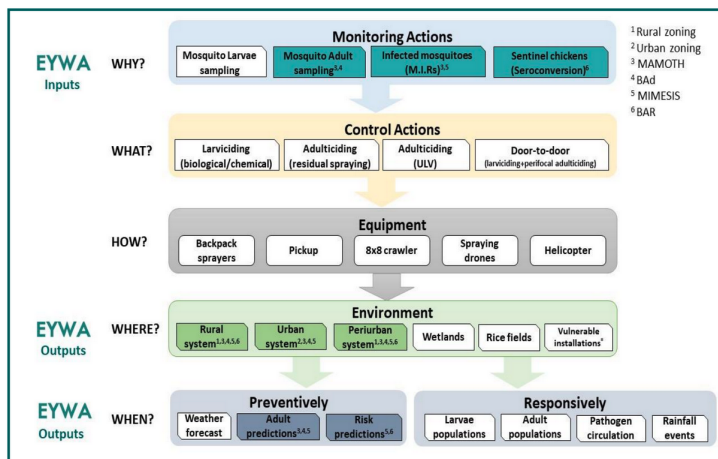 Monitoring Actions
EYWA
Inputs
WHY?
Mosquito Larvae
sampling
Mosquito Adult
sampling3,4
Infected mosquitoes
(M.I.Rs)3,5
Sentinel chickens
(Seroconversion)6
1 Rural zoning
2 Urban zoning
3 MAMOTH
4 BAd
5 MIMESIS
6 BAR
Control Actions
WHAT?
Larviciding
(biological/chemical)
Adulticiding
(residual spraying)
Adulticiding
(ULV)
Door-to-door
(larviciding+perifocal adulticiding)
Equipment
HOW?
Backpack
sprayers
Pickup
8x8 crawler
Spraying
drones
Helicopter
Environment
EYWA
Outputs
WHERE?
Rural
system1,3,4,5,6
Urban
system2,3,4,5
Periurban
system1,3,4,5,6
Wetlands
Rice fields
Vulnerable
installations*
EYWA
Outputs
WHEN?
Preventively
Weather
forecast
Adult
predictions3,4,5
Risk
predictions5,6
Responsively
Larvae
populations
Adult
populations
Pathogen
circulation
Rainfall
events